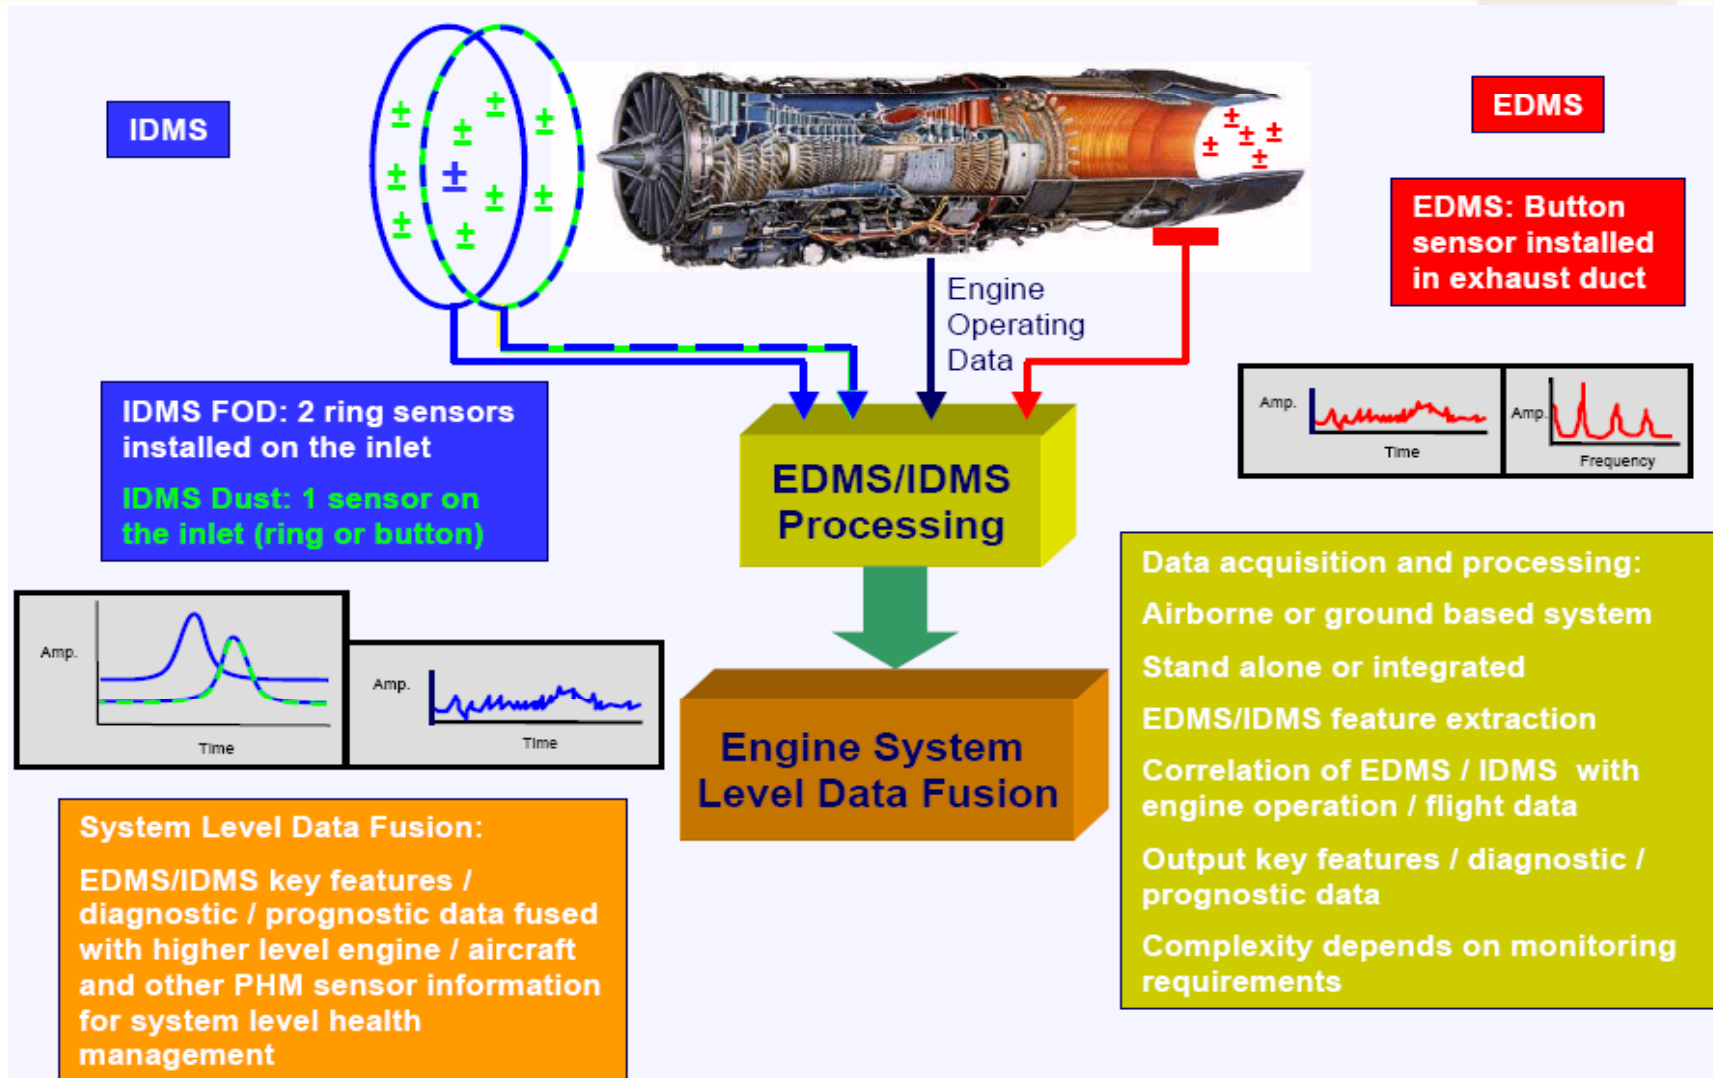 IDMS
EDMS
EDMS: Button
sensor installed
in exhaust duct
± ± ± ± ± ± ± ± ± ± ±
± ± ± ± ±
Engine
Operating
Data
IDMS FOD: 2 ring sensors
installed on the inlet
IDMS Dust: 1 sensor on
the inlet (ring or button)
EDMS/IDMS
Processing
Amp.
Time
Amp.
Frequency
Amp.
Time
Amp.
Time
Engine System
Level Data Fusion
Data acquisition and processing:
Airborne or ground based system
Stand alone or integrated
EDMS/IDMS feature extraction
Correlation of EDMS / IDMS with
engine operation / flight data
Output key features / diagnostic /
prognostic data
Complexity depends on monitoring
requirements
System Level Data Fusion:
EDMS/IDMS key features /
diagnostic / prognostic data fused
with higher level engine / aircraft
and other PHM sensor information
for system level health
management